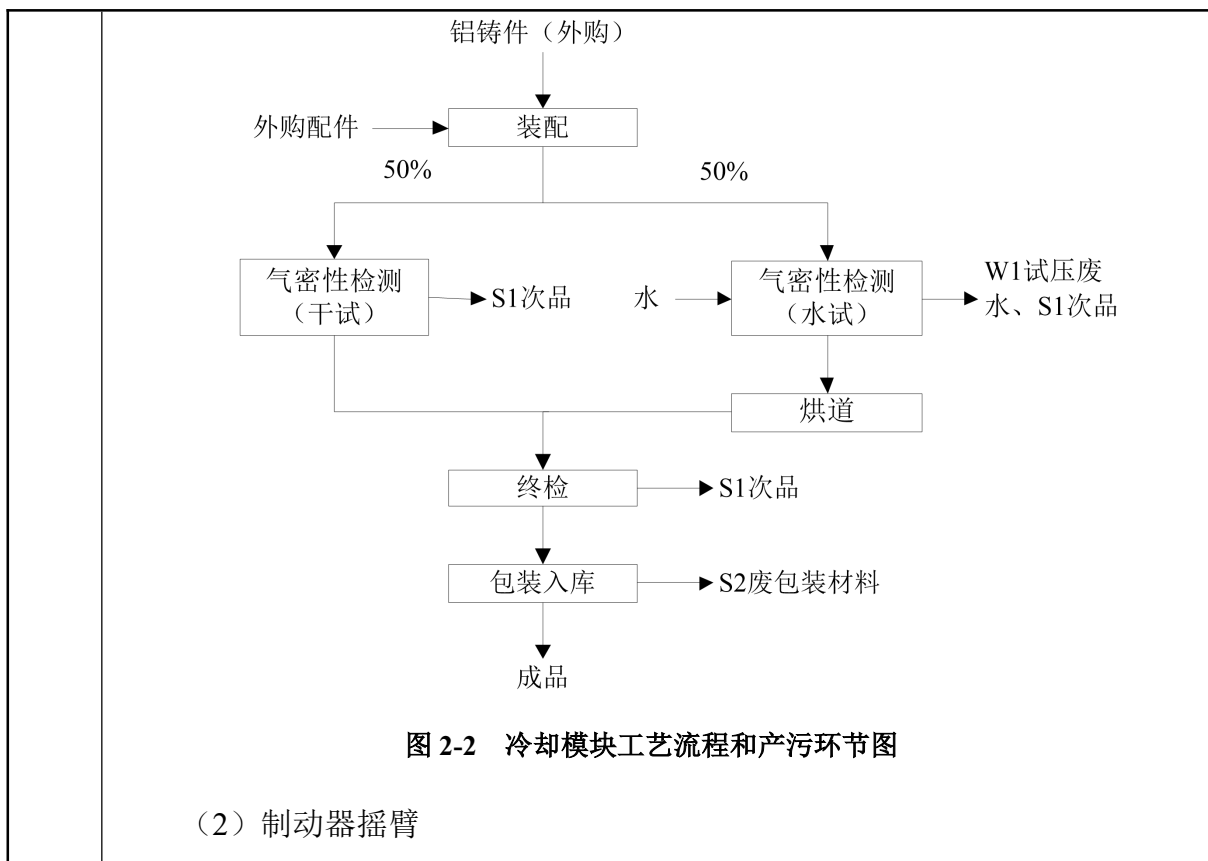 铝铸件（外购）
外购配件
装配
50%
50%
气密性检测
（干试）
S1次品
水
气密性检测
（水试）
W1试压废
水、S1次品
烘道
终检
S1次品
包装入库
S2废包装材料
成品
图 2-2 冷却模块工艺流程和产污环节图
（2）制动器摇臂